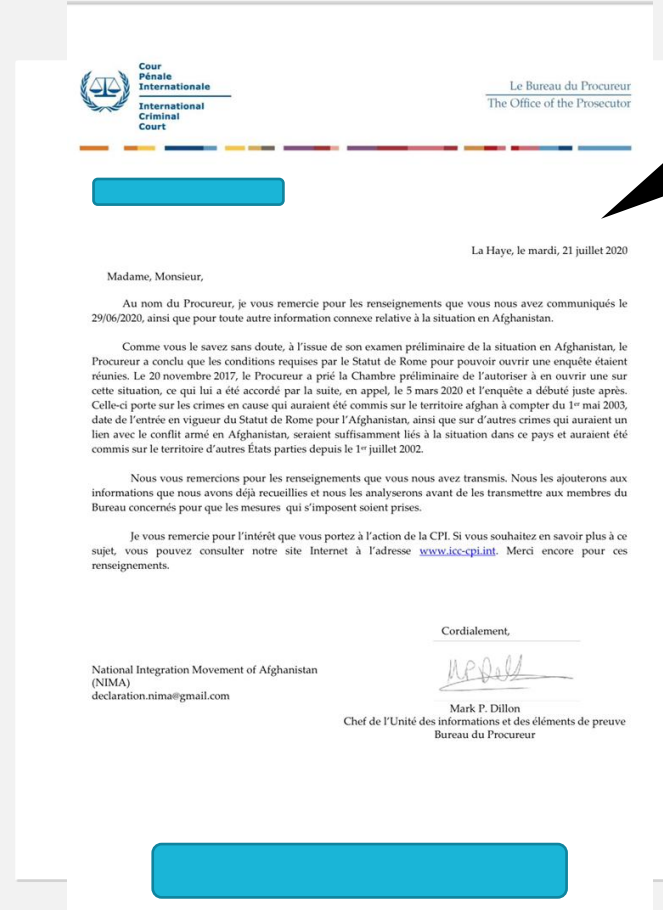 Cour
Pénale
Internationale
International
Criminal
Court
Le Bureau du Procureur
The Office of the Prosecutor
La Haye, le mardi, 21 juillet 2020
Madame, Monsieur,
Au nom du Procureur, je vous remercie pour les renseignements que vous nous avez communiqués le
29/06/2020, ainsi que pour toute autre information connexe relative à la situation en Afghanistan.
Comme vous le savez sans doute, à l'issue de son examen préliminaire de la situation en Afghanistan, le
Procureur a conclu que les conditions requises par le Statut de Rome pour pouvoir ouvrir une enquête étaient
réunies. Le 20 novembre 2017, le Procureur a prié la Chambre préliminaire de l'autoriser à en ouvrir une sur
cette situation, ce qui lui a été accordé par la suite, en appel, le 5 mars 2020 et l'enquête a débuté juste après.
Celle-ci porte sur les crimes en cause qui auraient été commis sur le territoire afghan à compter du 1er mai 2003,
date de l'entrée en vigueur du Statut de Rome pour l'Afghanistan, ainsi que sur d'autres crimes qui auraient un
lien avec le conflit armé en Afghanistan, seraient suffisamment liés à la situation dans ce pays et auraient été
commis sur le territoire d'autres États parties depuis le 1er juillet 2002.
Nous vous remercions pour les renseignements que vous nous avez transmis. Nous les ajouterons aux
informations que nous avons déjà recueillies et nous les analyserons avant de les transmettre aux membres du
Bureau concernés pour que les mesures qui s'imposent soient prises.
Je vous remercie pour l'intérêt que vous portez à l'action de la CPI. Si vous souhaitez en savoir plus à ce
sujet, vous pouvez consulter notre site Internet à l'adresse www.icc-cpi.int. Merci encore pour ces
renseignements.
Cordialement,
National Integration Movement of Afghanistan
(NIMA)
declaration.nima@gmail.com
Mark P. Dillon
Chef de l'Unité des informations et des éléments de preuve
Bureau du Procureur